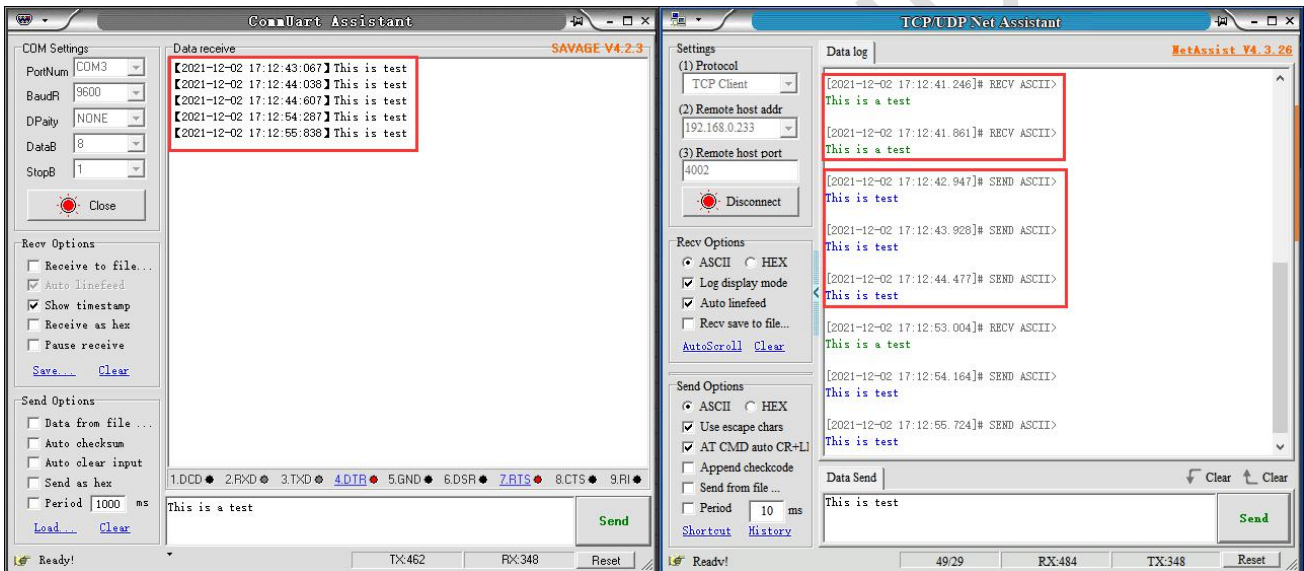 CommUart Assistant
COM Settings
PortNum COM3
BaudR 9600
DPaity NONE
DataB 8
StopB 1
Close
Recv Options
Receive to file...
Auto linefeed
Show timestamp
Receive as hex
Pause receive
Save... Clear
Send Options
Data from file ...
Auto checksum
Auto clear input
Send as hex
Period 1000 ms
Load... Clear
Data receive SAVAGE V4.2.3
【2021-12-02 17:12:43:067】This is test
【2021-12-02 17:12:44:038】This is test
【2021-12-02 17:12:44:607】This is test
【2021-12-02 17:12:54:287】This is test
【2021-12-02 17:12:55:838】This is test
1.DCD 2.RXD 3.TXD 4.DTR 5.GND 6.DSR 7.RTS 8.CTS 9.RI
This is a test
Send
Ready! TX:462 RX:348 Reset
TCP/UDP Net Assistant
Settings
(1) Protocol
TCP Client
(2) Remote host addr
192.168.0.233
(3) Remote host port
4002
Disconnect
Recv Options
ASCII HEX
Log display mode
Auto linefeed
Recv save to file...
AutoScroll Clear
Send Options
ASCII HEX
Use escape chars
AT CMD auto CR+LF
Append checkcode
Send from file ...
Period 10 ms
Shortcut History
Data log NetAssist V4.3.26
[2021-12-02 17:12:41.246]# RECV ASCII>
This is a test
[2021-12-02 17:12:41.861]# RECV ASCII>
This is a test
[2021-12-02 17:12:42.947]# SEND ASCII>
This is test
[2021-12-02 17:12:43.928]# SEND ASCII>
This is test
[2021-12-02 17:12:44.477]# SEND ASCII>
This is test
[2021-12-02 17:12:53.004]# RECV ASCII>
This is a test
[2021-12-02 17:12:54.164]# SEND ASCII>
This is test
[2021-12-02 17:12:55.724]# SEND ASCII>
This is test
Data Send Clear Clear
This is test
Send
Ready! 49/29 RX:484 TX:348 Reset